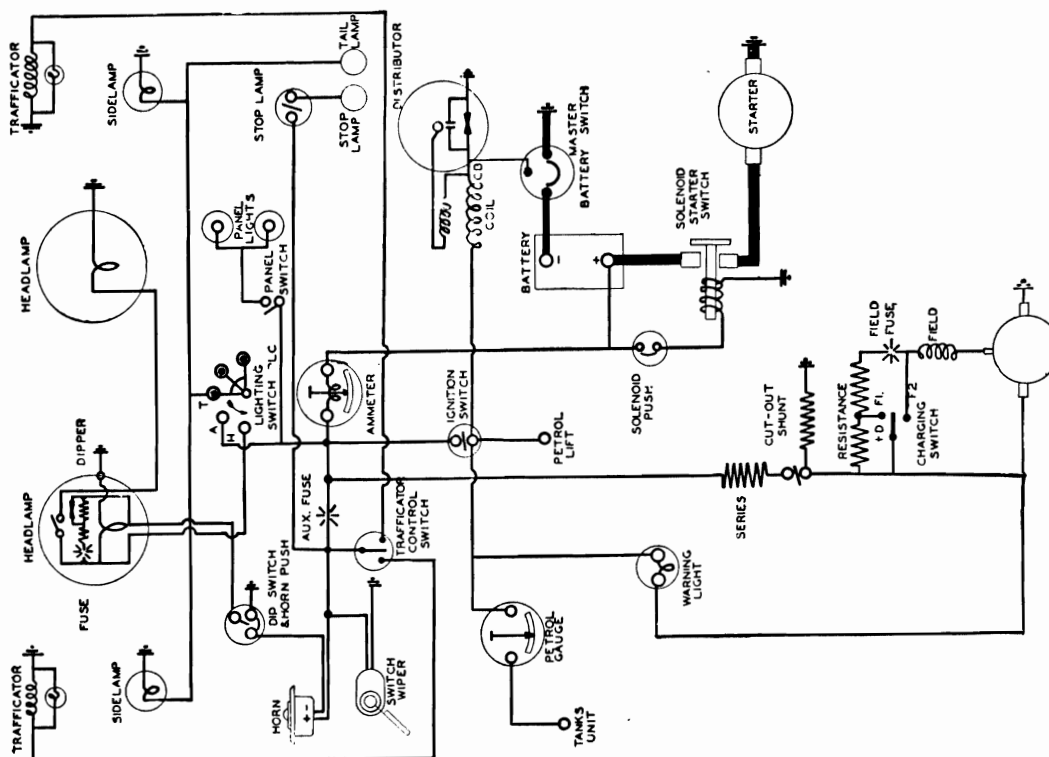 TRAFFICATOR
SIDELAMP
HEADLAMP
PANEL
LIGHTS
PANEL
SWITCH
STOP LAMP
TAIL
LAMP
STOP
LAMP
DISTRIBUTOR
C.B
COIL
MASTER
BATTERY SWITCH
BATTERY
- 
+
SOLENOID
STARTER
SWITCH
STARTER
HEADLAMP
DIPPER
FUSE
T
A
H
LC
LIGHTING
SWITCH
AMMETER
IGNITION
SWITCH
PETROL
LIFT
SOLENOID
PUSH
AUX. FUSE
TRAFFICATOR
CONTROL
SWITCH
DIP SWITCH
& HORN PUSH
TRAFFICATOR
SIDELAMP
HORN
+ -
SWITCH
WIPER
PETROL
GAUGE
TANKS
UNIT
WARNING
LIGHT
SERIES
CUT-OUT
SHUNT
RESISTANCE
FIELD
FUSE
FIELD
+D
F1.
F2
CHARGING
SWITCH